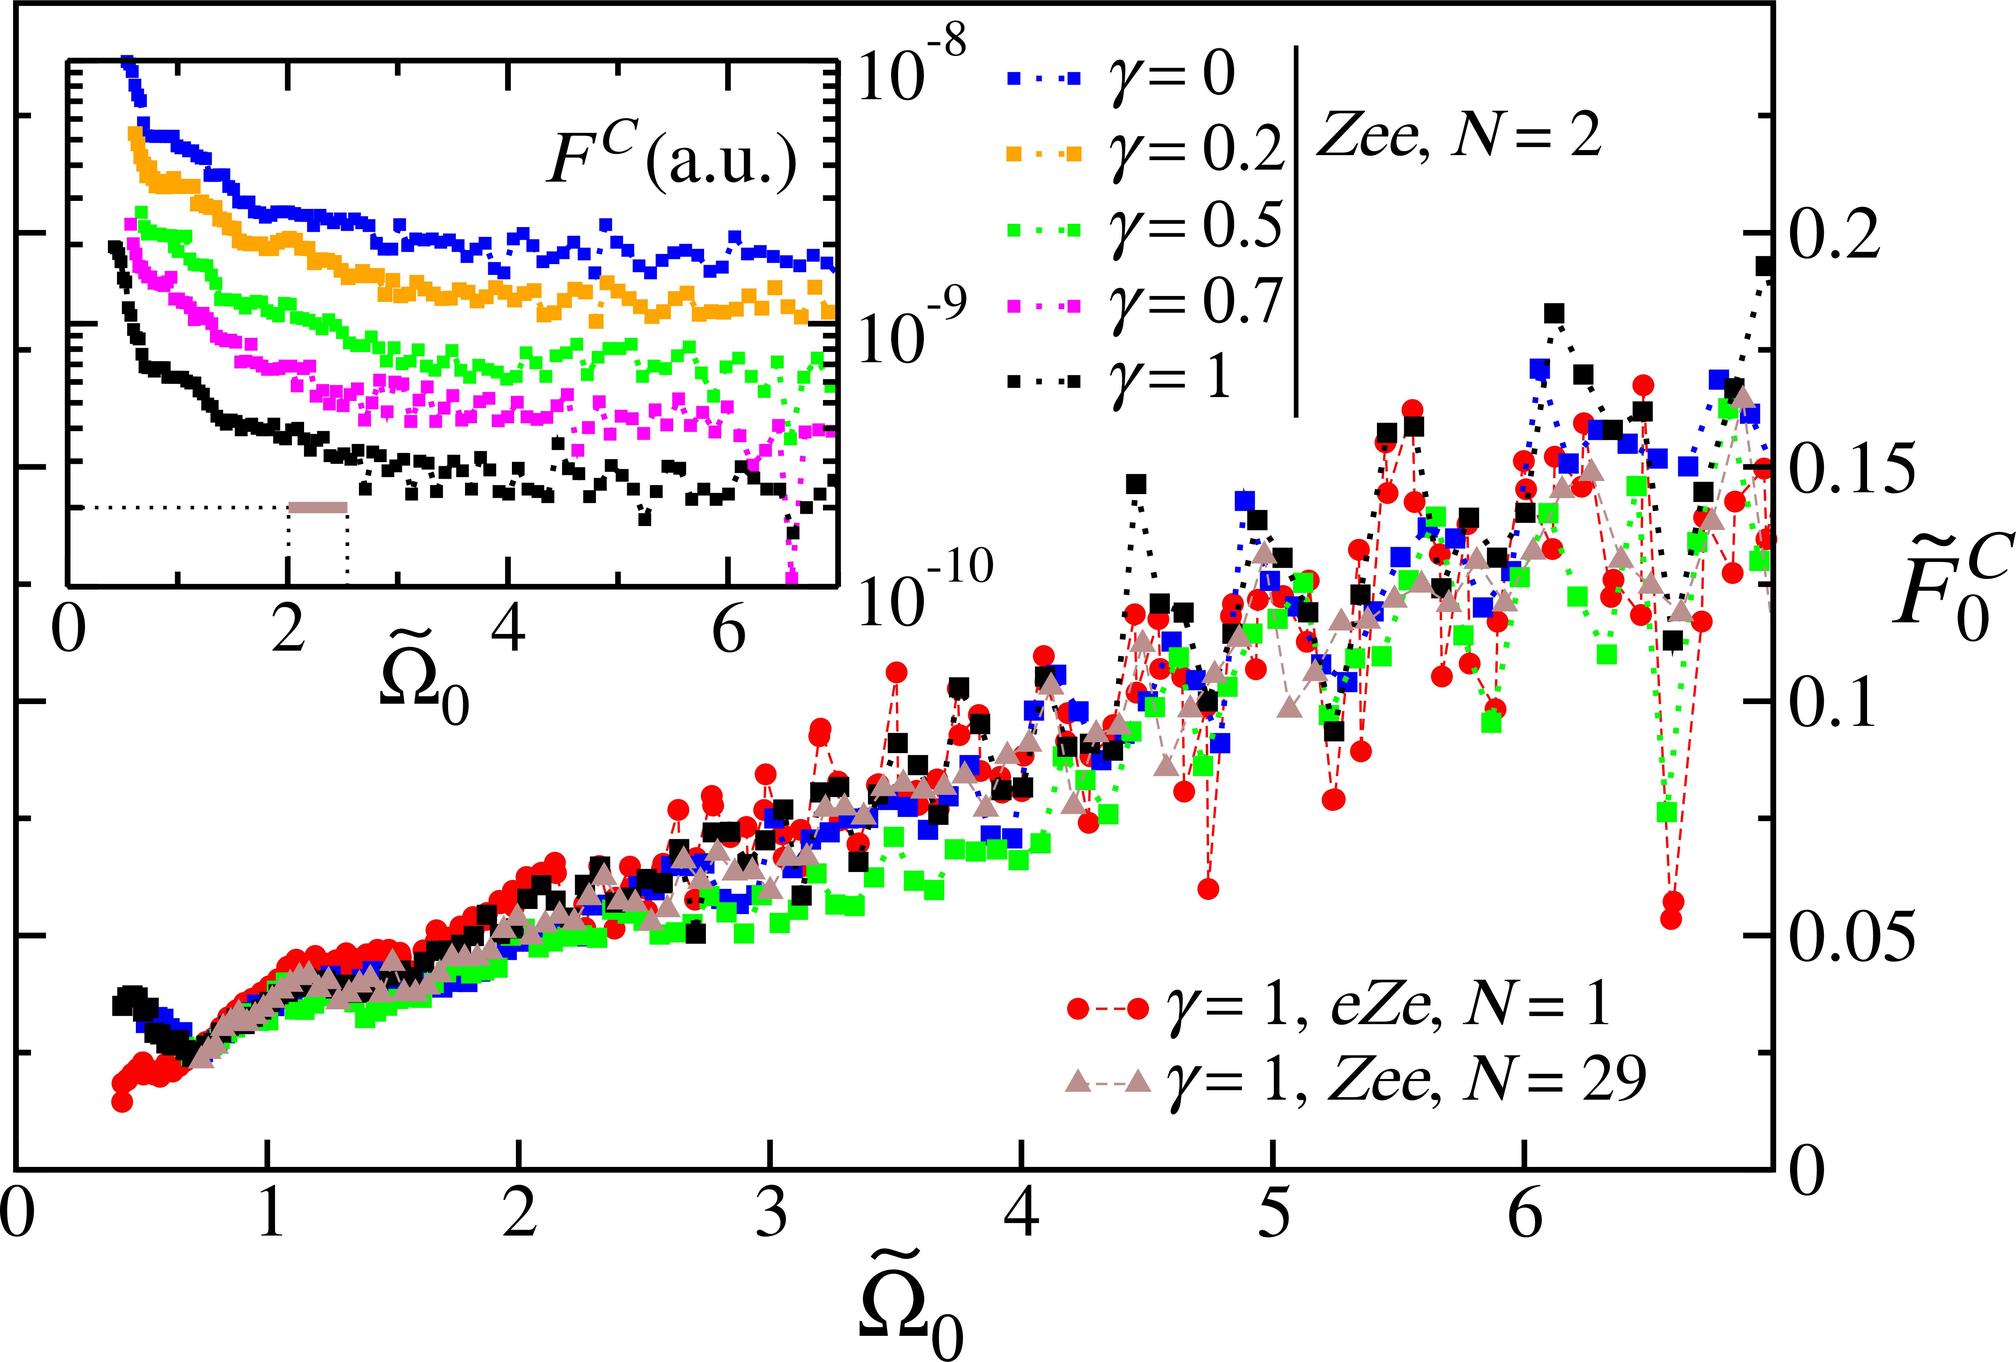 10^-8
F^C (a.u.)
10^-9
10^-10
0 2 4 6
Ω̃_0
γ = 0
γ = 0.2
γ = 0.5
γ = 0.7
γ = 1
Zee, N = 2
0.2
0.15
0.1
0.05
0
F̃_0^C
γ = 1, eZe, N = 1
γ = 1, Zee, N = 29
0 1 2 3 4 5 6
Ω̃_0